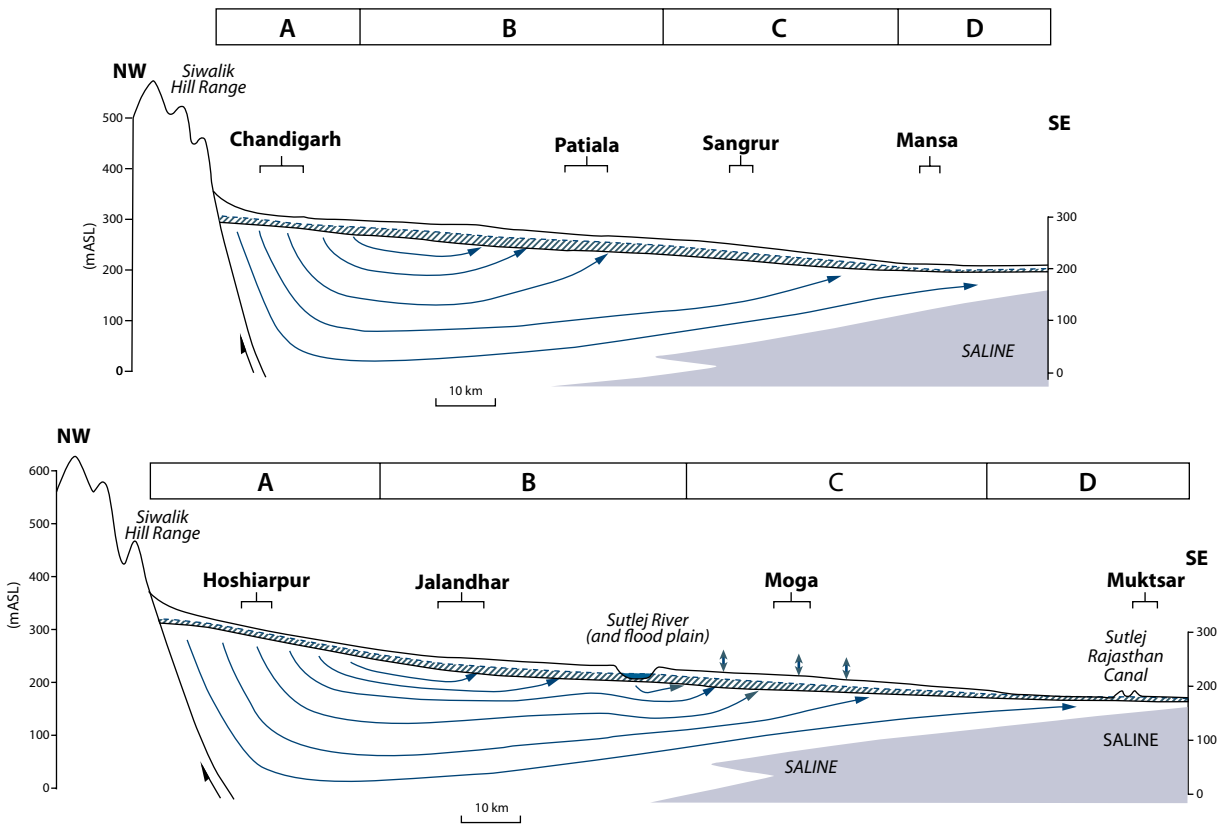 A B C D
NW
Siwalik
Hill Range
SE
Chandigarh
Patiala
Sangrur
Mansa
(mASL)
500
400
300
200
100
0
300
200
100
0
SALINE
10 km
NW
A B C D
Siwalik
Hill Range
SE
Hoshiarpur
Jalandhar
Sutlej River
(and flood plain)
Moga
Muktsar
Sutlej
Rajasthan
Canal
(mASL)
600
500
400
300
200
100
0
300
200
100
0
SALINE
SALINE
10 km